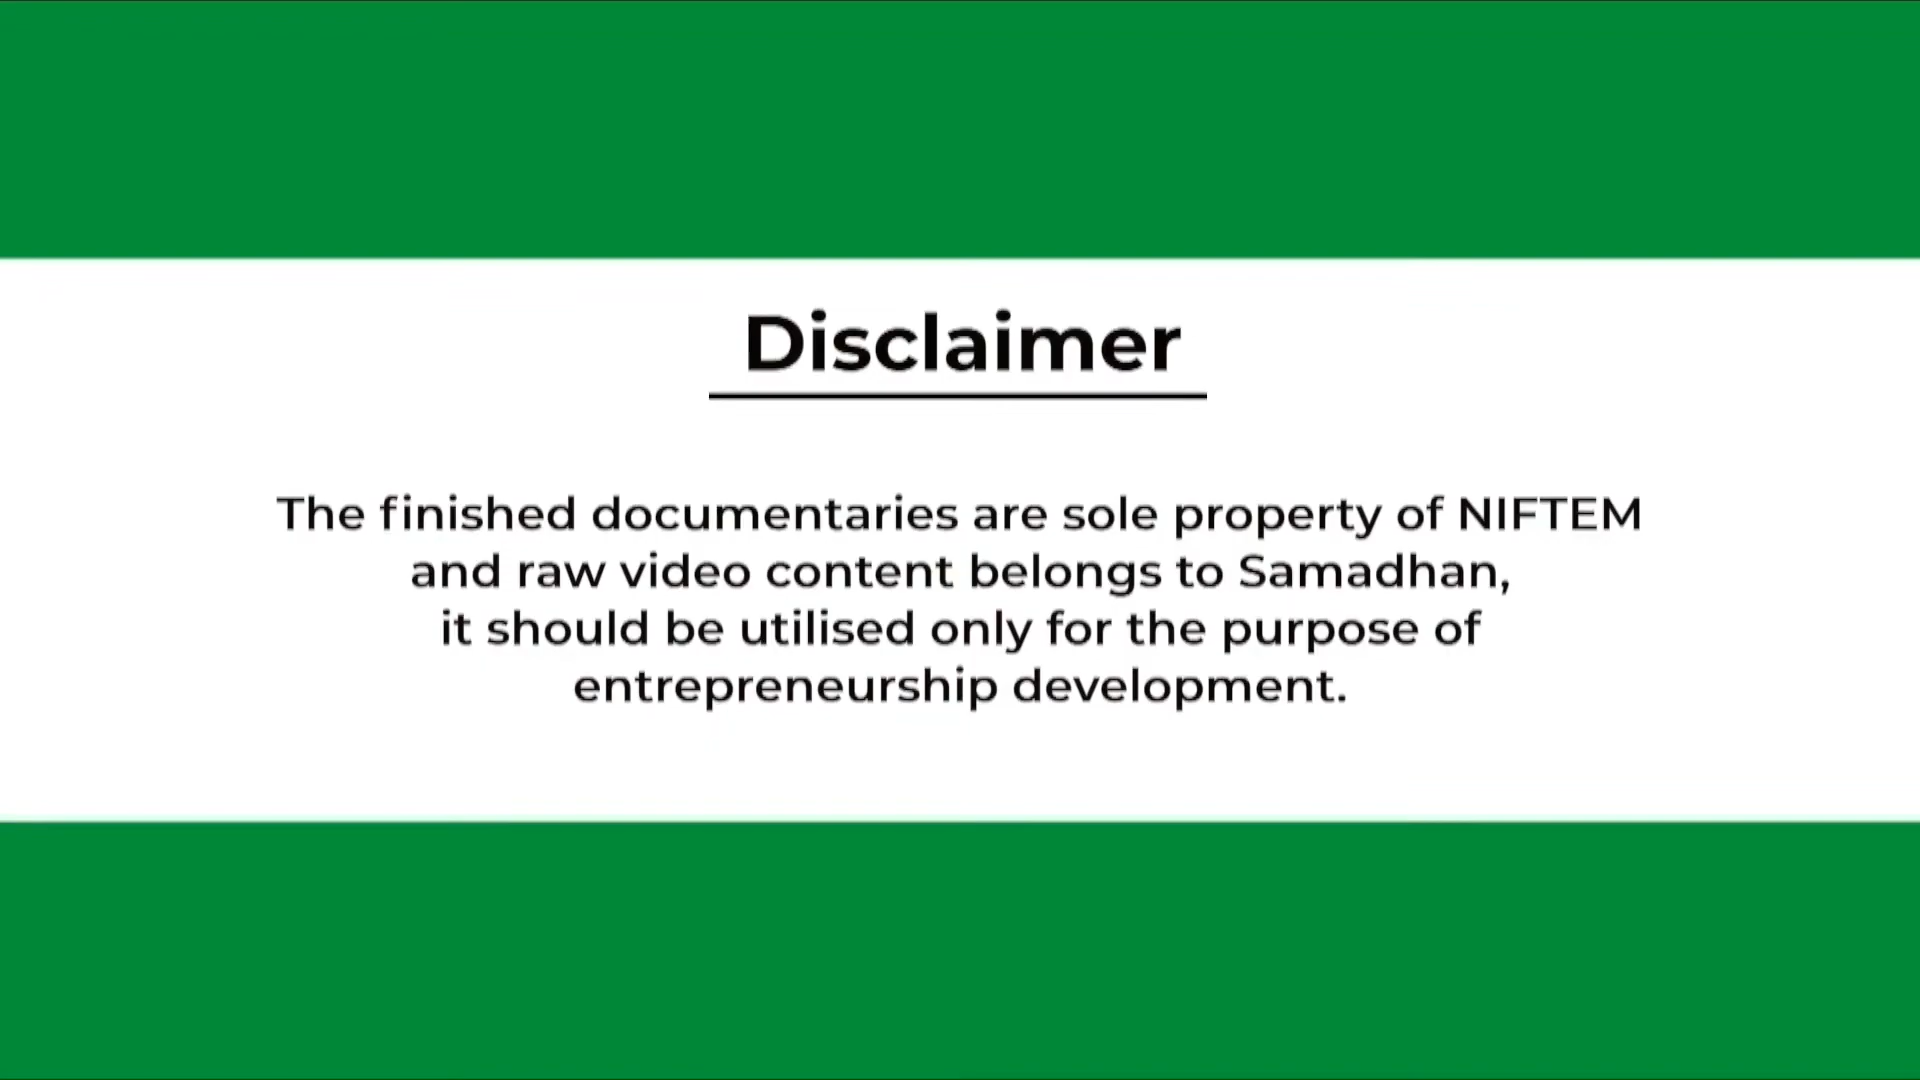 Disclaimer
The finished documentaries are sole property of NIFTEM
and raw video content belongs to Samadhan,
it should be utilised only for the purpose of
entrepreneurship development.